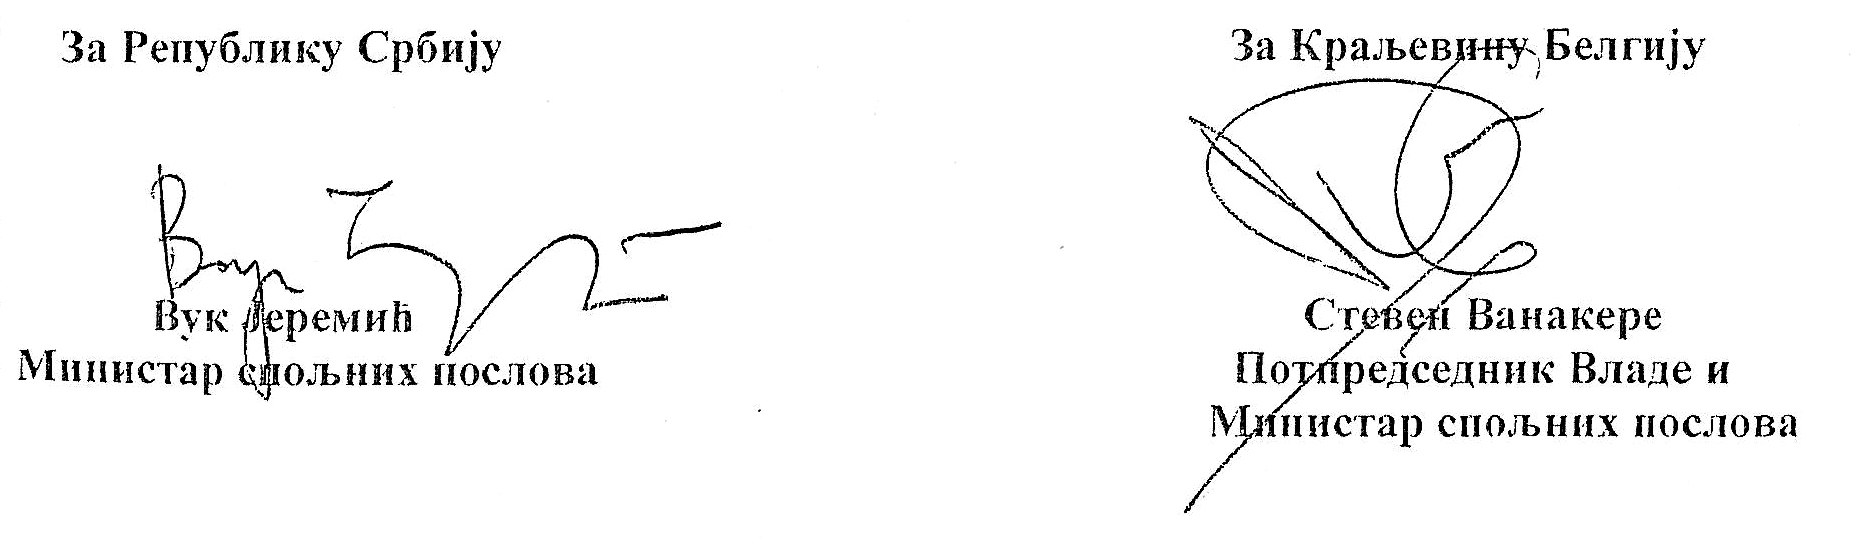 За Републику Србију
Вук Јеремић
Министар спољних послова
За Краљевину Белгију
Стевен Ванакере
Потпредседник Владе и
Министар спољних послова